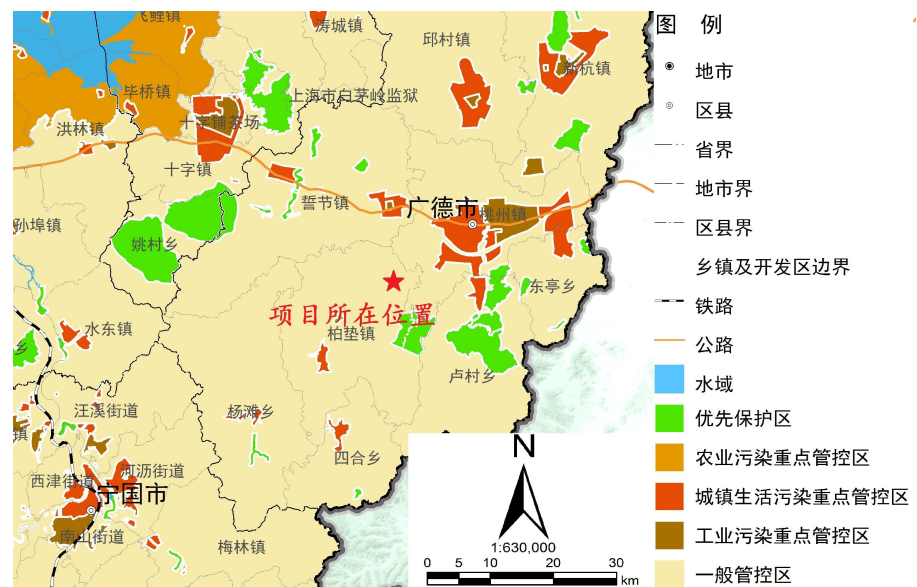 飞鲤镇
涛城镇
邱村镇
新杭镇
毕桥镇
上海市白茅岭监狱
洪林镇
十字铺茶场
十字镇
誓节镇
广德市
桃州镇
孙埠镇
姚村乡
东亭乡
项目所在位置
水东镇
柏垫镇
乡
卢村乡
汪溪街道
杨滩乡
镇
四合乡
河沥街道
西津街道
宁国市
南山街道
梅林镇
N
1:630,000
0 5 10 20 30
km
图 例
地市
区县
省界
地市界
区县界
乡镇及开发区边界
铁路
公路
水域
优先保护区
农业污染重点管控区
城镇生活污染重点管控区
工业污染重点管控区
一般管控区